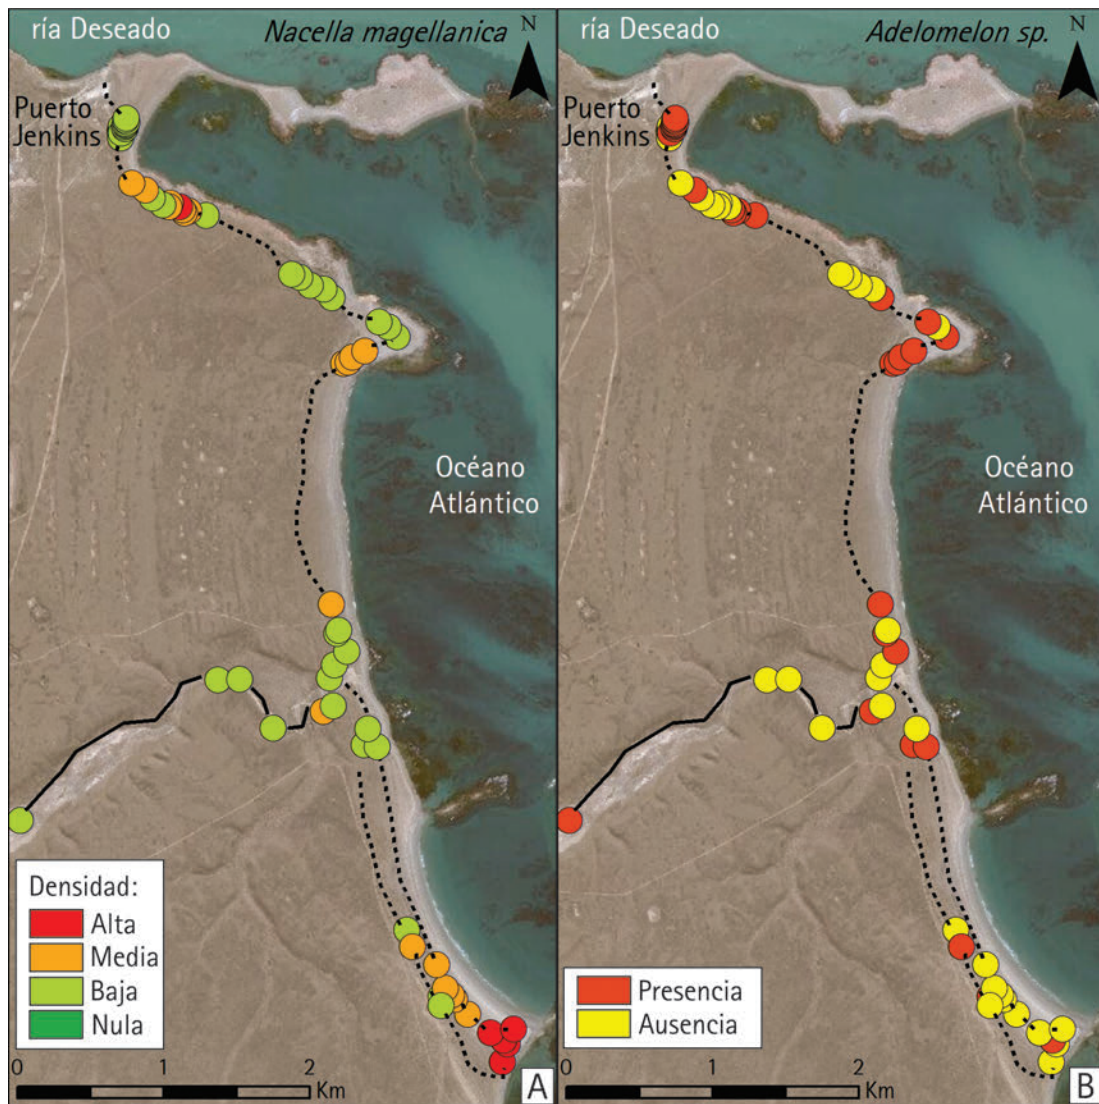 ría Deseado
Nacella magellanica
N
Puerto
Jenkins
Océano
Atlántico
Densidad:
Alta
Media
Baja
Nula
0 1 2
Km
A
ría Deseado
Adelomelon sp.
N
Puerto
Jenkins
Océano
Atlántico
Presencia
Ausencia
0 1 2
Km
B